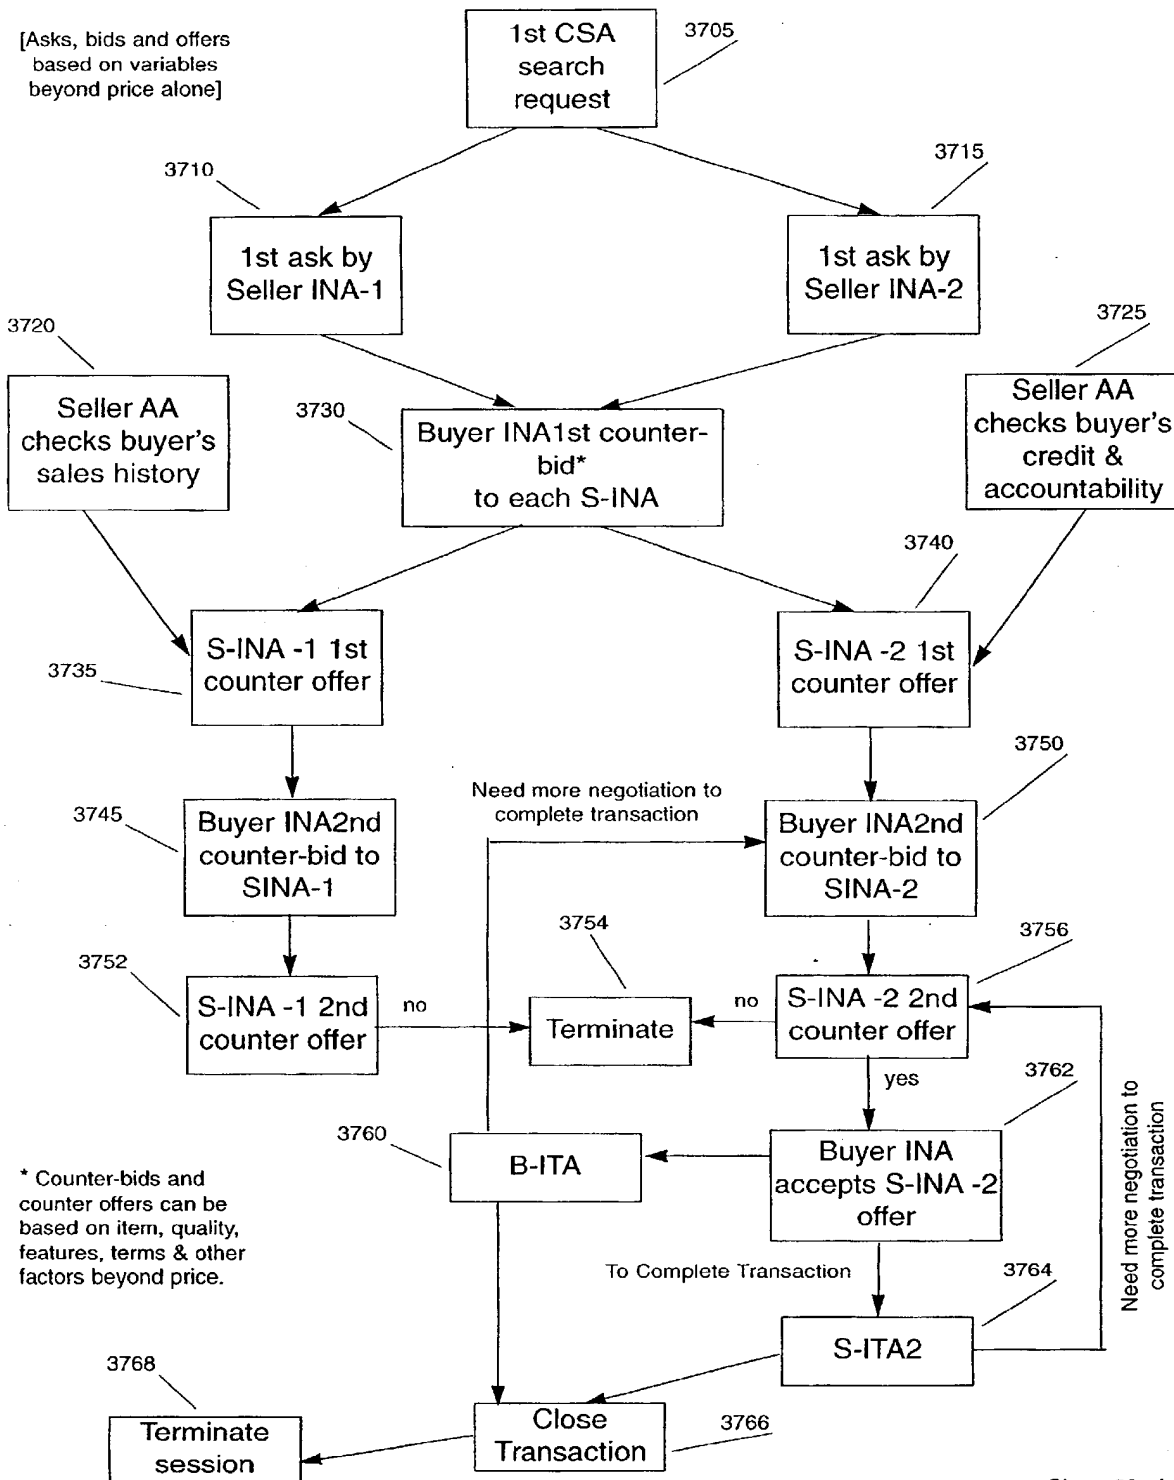 [Asks, bids and offers
based on variables
beyond price alone]
1st CSA
search
request
3705
3710
3715
1st ask by
Seller INA-1
1st ask by
Seller INA-2
3720
3725
Seller AA
checks buyer's
sales history
3730
Buyer INA1st counter-
bid*
to each S-INA
Seller AA
checks buyer's
credit &
accountability
3740
S-INA -1 1st
counter offer
3735
S-INA -2 1st
counter offer
3750
Need more negotiation to
complete transaction
3745
Buyer INA2nd
counter-bid to
SINA-1
Buyer INA2nd
counter-bid to
SINA-2
3754
3756
3752
S-INA -1 2nd
counter offer
no
Terminate
no
S-INA -2 2nd
counter offer
yes
3762
Need more negotiation to
complete transaction
3760
B-ITA
Buyer INA
accepts S-INA -2
offer
* Counter-bids and
counter offers can be
based on item, quality,
features, terms & other
factors beyond price.
To Complete Transaction
3764
S-ITA2
3768
Terminate
session
Close
Transaction
3766